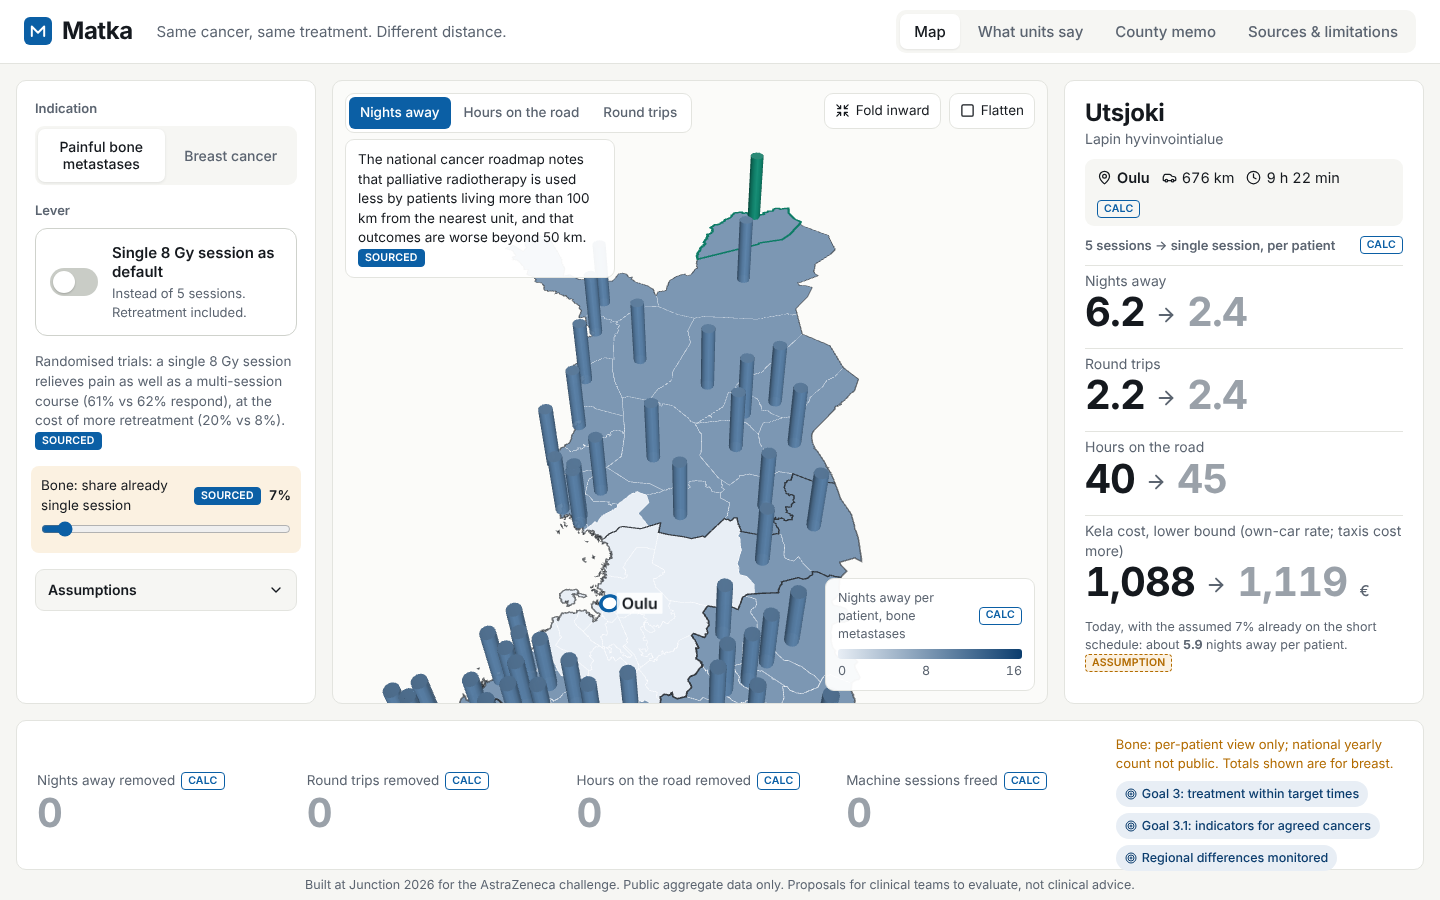 Matka
Same cancer, same treatment. Different distance.
Map
What units say
County memo
Sources & limitations
Indication
Painful bone
metastases
Breast cancer
Lever
Single 8 Gy session as
default
Instead of 5 sessions.
Retreatment included.
Randomised trials: a single 8 Gy session
relieves pain as well as a multi-session
course (61% vs 62% respond), at the
cost of more retreatment (20% vs 8%).
SOURCED
Bone: share already
single session
SOURCED
7%
Assumptions
Nights away
Hours on the road
Round trips
Fold inward
Flatten
The national cancer roadmap notes
that palliative radiotherapy is used
less by patients living more than 100
km from the nearest unit, and that
outcomes are worse beyond 50 km.
SOURCED
Oulu
Nights away per
patient, bone
metastases
CALC
0
8
16
Utsjoki
Lapin hyvinvointialue
Oulu
676 km
9 h 22 min
CALC
5 sessions → single session, per patient
CALC
Nights away
6.2 → 2.4
Round trips
2.2 → 2.4
Hours on the road
40 → 45
Kela cost, lower bound (own-car rate; taxis cost
more)
1,088 → 1,119 €
Today, with the assumed 7% already on the short
schedule: about 5.9 nights away per patient.
ASSUMPTION
Nights away removed CALC
0
Round trips removed CALC
0
Hours on the road removed CALC
0
Machine sessions freed CALC
0
Bone: per-patient view only; national yearly
count not public. Totals shown are for breast.
Goal 3: treatment within target times
Goal 3.1: indicators for agreed cancers
Regional differences monitored
Built at Junction 2026 for the AstraZeneca challenge. Public aggregate data only. Proposals for clinical teams to evaluate, not clinical advice.